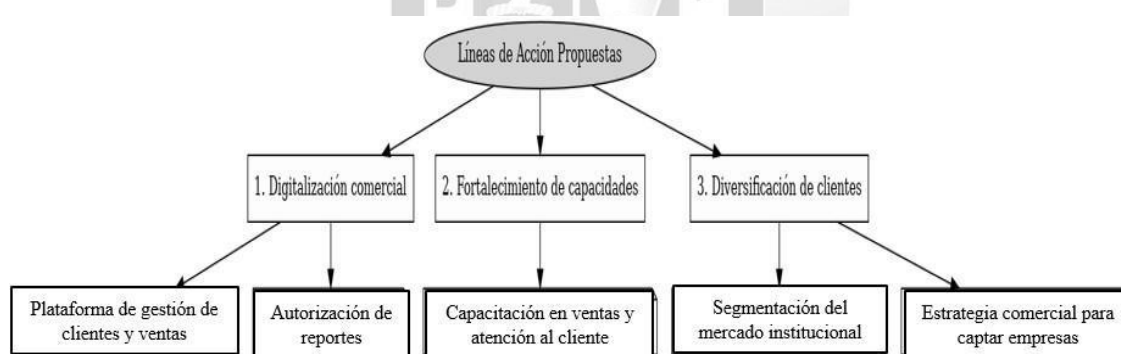 Líneas de Acción Propuestas
1. Digitalización comercial
2. Fortalecimiento de capacidades
3. Diversificación de clientes
Plataforma de gestión de
clientes y ventas
Autorización de
reportes
Capacitación en ventas y
atención al cliente
Segmentación del
mercado institucional
Estrategia comercial para
captar empresas